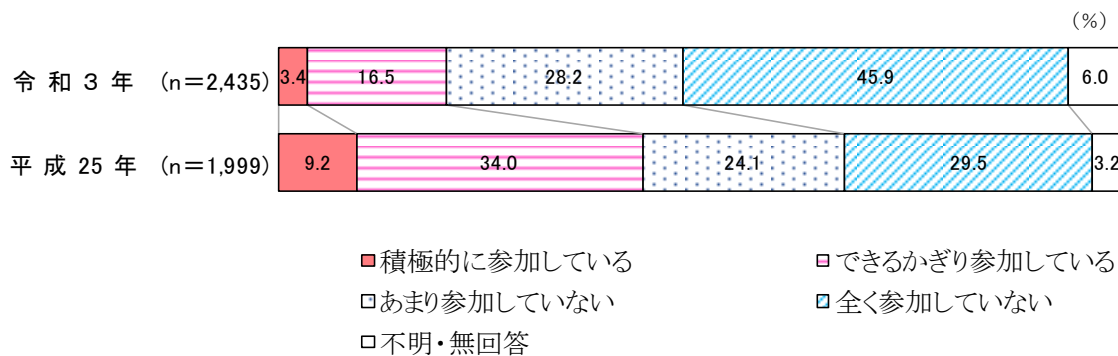 (%)
令和3年 (n=2,435) 3.4 16.5 28.2 45.9 6.0
平成25年 (n=1,999) 9.2 34.0 24.1 29.5 3.2
積極的に参加している できるかぎり参加している
あまり参加していない 全く参加していない
不明・無回答